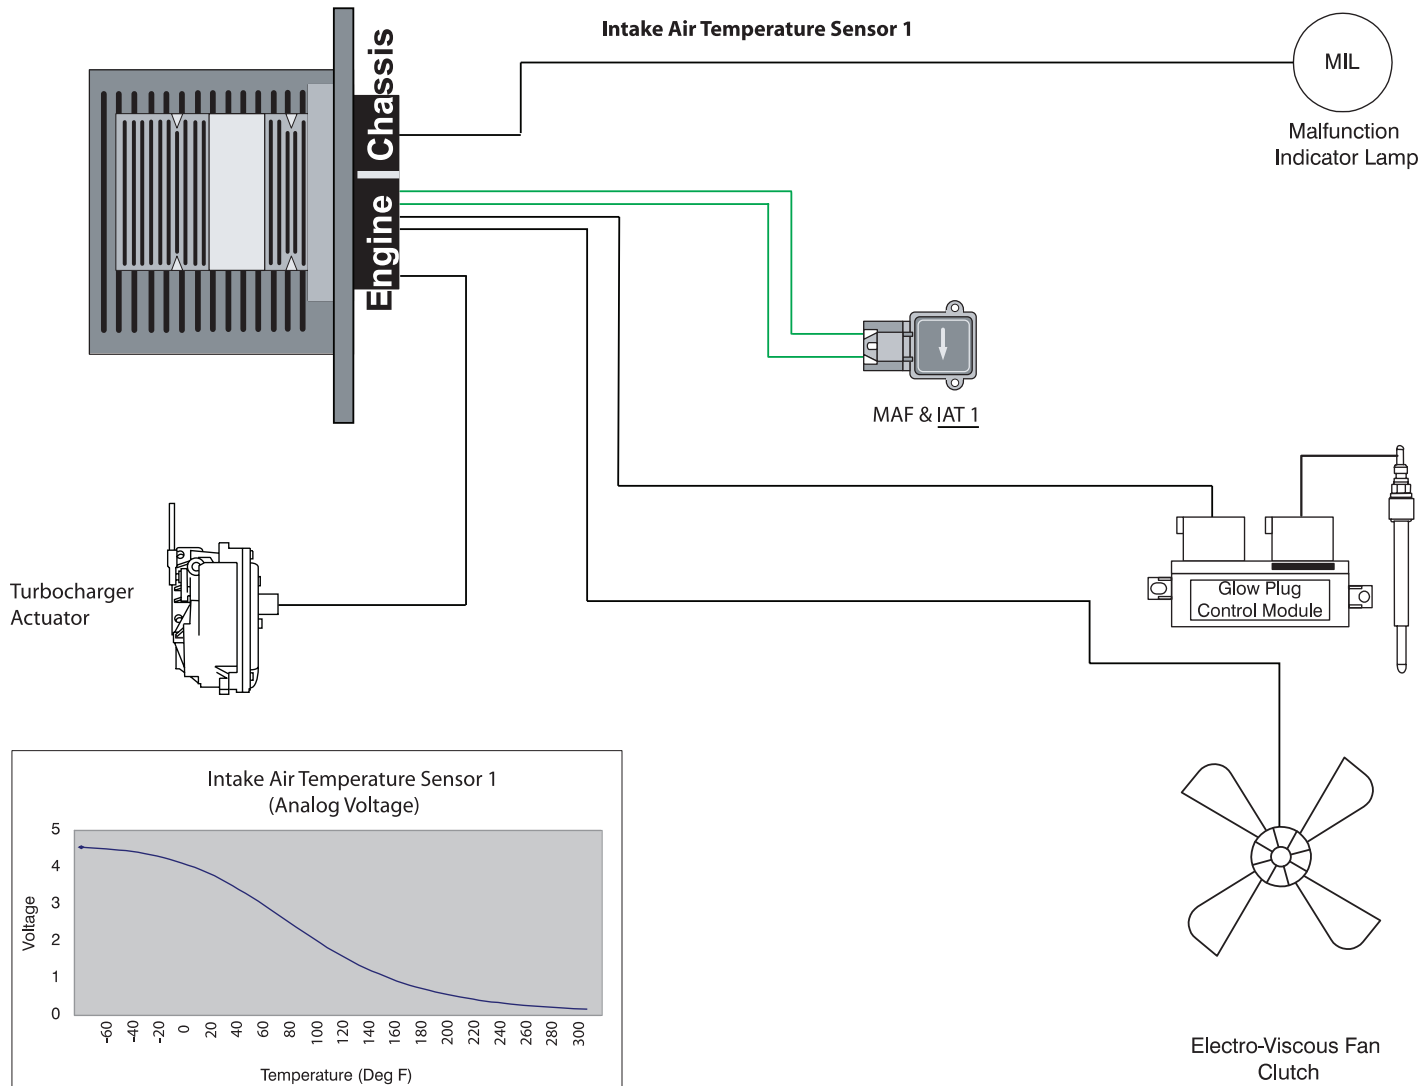 Intake Air Temperature Sensor 1
MIL
Malfunction
Indicator Lamp
Chassis
Engine
MAF & IAT 1
Glow Plug
Control Module
Turbocharger
Actuator
Intake Air Temperature Sensor 1
(Analog Voltage)
5
4
3
2
1
0
Voltage
-60 -40 -20 0 20 40 60 80 100 120 140 160 180 200 220 240 260 280 300
Temperature (Deg F)
Electro-Viscous Fan
Clutch